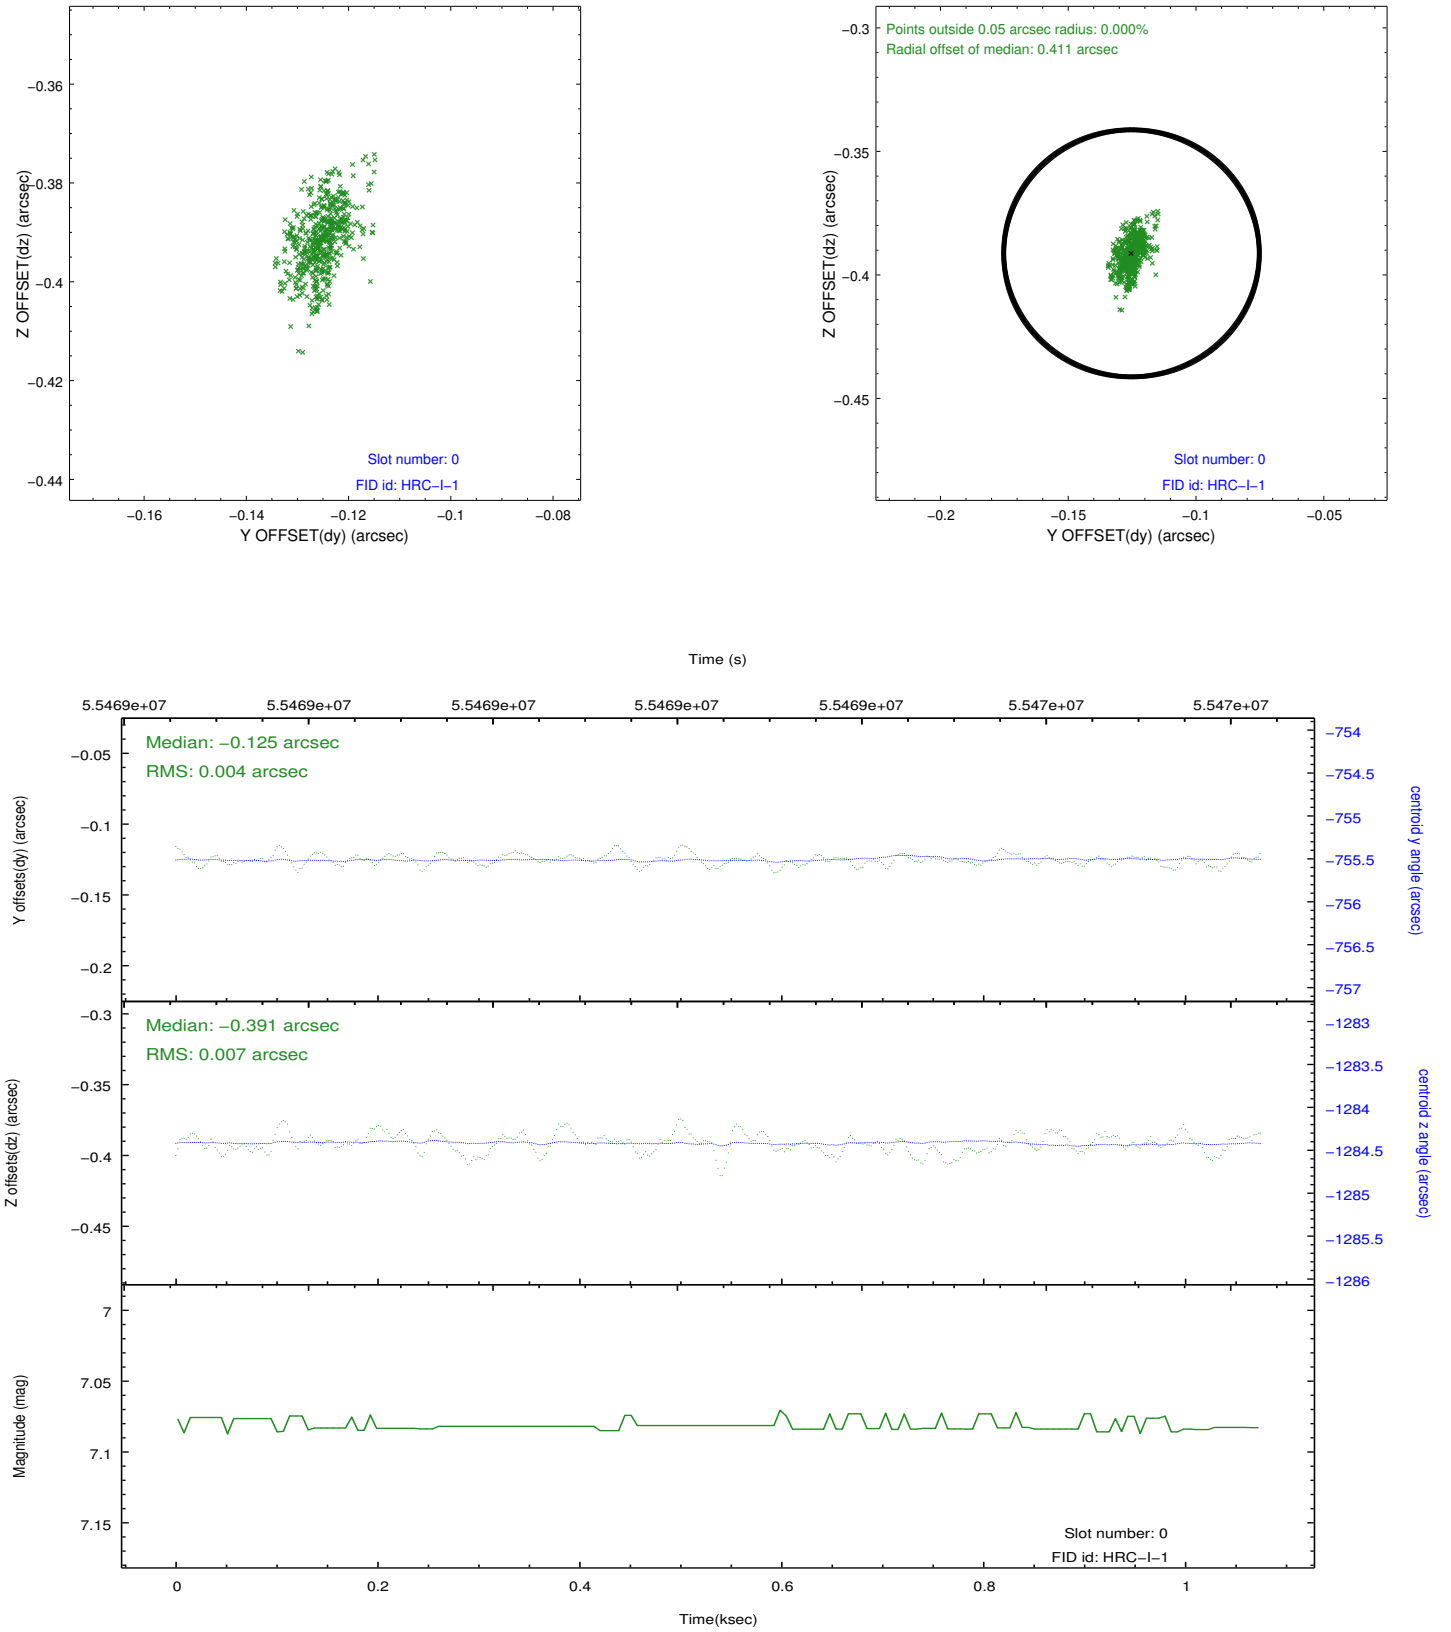 −0.36
−0.38
−0.4
−0.42
−0.44
Z OFFSET(dz) (arcsec)
Slot number: 0
FID id: HRC−I−1
−0.16
−0.14
−0.12
−0.1
−0.08
Y OFFSET(dy) (arcsec)
Points outside 0.05 arcsec radius: 0.000%
Radial offset of median: 0.411 arcsec
−0.3
−0.35
−0.4
−0.45
Z OFFSET(dz) (arcsec)
Slot number: 0
FID id: HRC−I−1
−0.2
−0.15
−0.1
−0.05
Y OFFSET(dy) (arcsec)
Time (s)
5.5469e+07
5.5469e+07
5.5469e+07
5.5469e+07
5.5469e+07
5.547e+07
5.547e+07
Median: −0.125 arcsec
RMS: 0.004 arcsec
−0.05
−0.1
−0.15
−0.2
Y offsets(dy) (arcsec)
−754
−754.5
−755
−755.5
−756
−756.5
−757
centroid y angle (arcsec)
Median: −0.391 arcsec
RMS: 0.007 arcsec
−0.3
−0.35
−0.4
−0.45
Z offsets(dz) (arcsec)
−1283
−1283.5
−1284
−1284.5
−1285
−1285.5
−1286
centroid z angle (arcsec)
7
7.05
7.1
7.15
Magnitude (mag)
Slot number: 0
FID id: HRC−I−1
0
0.2
0.4
0.6
0.8
1
Time(ksec)